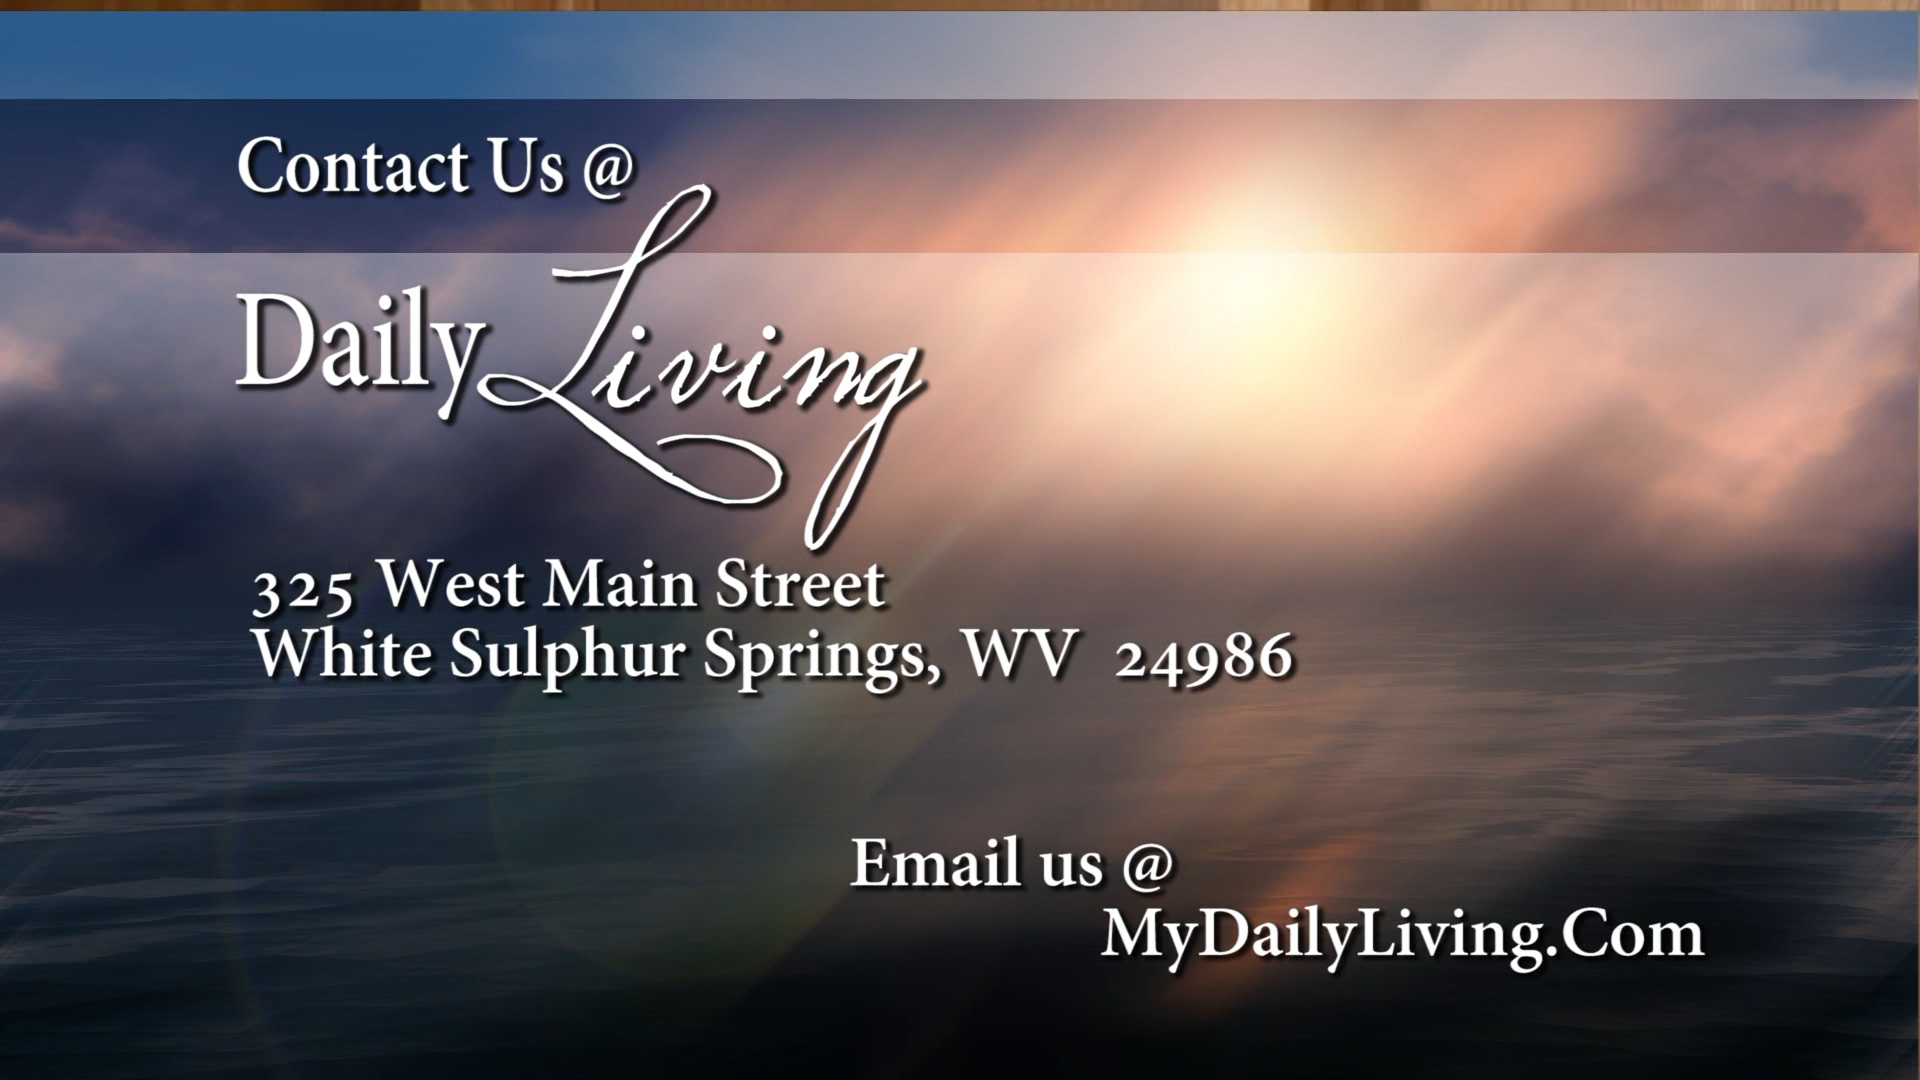 Contact Us @
Daily Living
325 West Main Street
White Sulphur Springs, WV 24986
Email us @
MyDailyLiving.Com